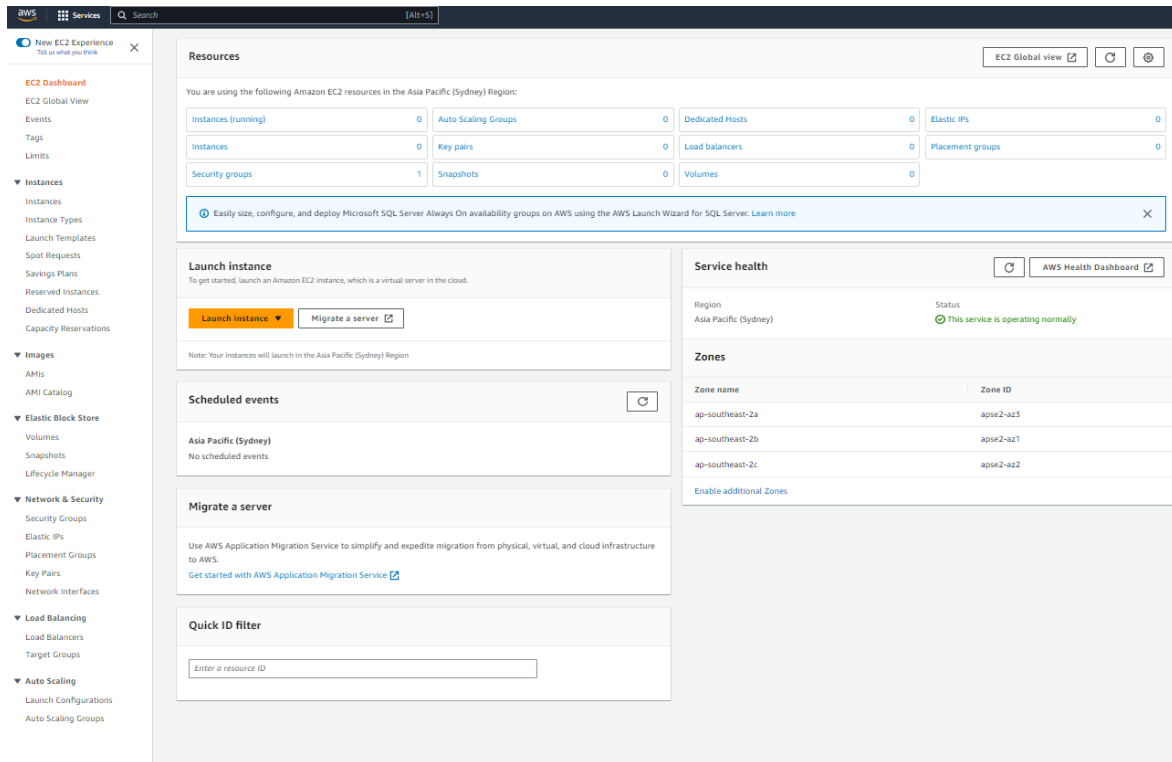 aws
Services
Search
[Alt+S]
New EC2 Experience
Tell us what you think
EC2 Dashboard
EC2 Global View
Events
Tags
Limits
Instances
Instances
Instance Types
Launch Templates
Spot Requests
Savings Plans
Reserved Instances
Dedicated Hosts
Capacity Reservations
Images
AMIs
AMI Catalog
Elastic Block Store
Volumes
Snapshots
Lifecycle Manager
Network & Security
Security Groups
Elastic IPs
Placement Groups
Key Pairs
Network Interfaces
Load Balancing
Load Balancers
Target Groups
Auto Scaling
Launch Configurations
Auto Scaling Groups
Resources
EC2 Global view
You are using the following Amazon EC2 resources in the Asia Pacific (Sydney) Region:
Instances (running) 0 Auto Scaling Groups 0 Dedicated Hosts 0 Elastic IPs 0
Instances 0 Key pairs 0 Load balancers 0 Placement groups 0
Security groups 1 Snapshots 0 Volumes 0
Easily size, configure, and deploy Microsoft SQL Server Always On availability groups on AWS using the AWS Launch Wizard for SQL Server. Learn more
Launch instance
To get started, launch an Amazon EC2 instance, which is a virtual server in the cloud.
Launch instance
Migrate a server
Note: Your instances will launch in the Asia Pacific (Sydney) Region
Scheduled events
Asia Pacific (Sydney)
No scheduled events
Migrate a server
Use AWS Application Migration Service to simplify and expedite migration from physical, virtual, and cloud infrastructure
to AWS.
Get started with AWS Application Migration Service
Quick ID filter
Enter a resource ID
Service health
AWS Health Dashboard
Region Status
Asia Pacific (Sydney) This service is operating normally
Zones
Zone name Zone ID
ap-southeast-2a apse2-az3
ap-southeast-2b apse2-az1
ap-southeast-2c apse2-az2
Enable additional Zones